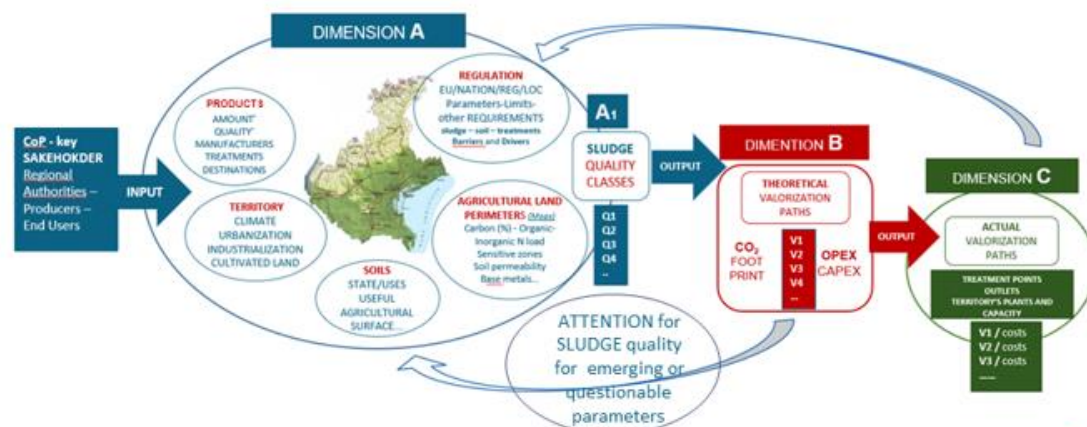 DIMENSION A
CoP - key
SAKEHOKDER
Regional
Authorities –
Producers –
End Users
INPUT
PRODUCTS
AMOUNT'
QUALITY'
MANUFACTURERS
TREATMENTS
DESTINATIONS
TERRITORY
CLIMATE
URBANIZATION
INDUSTRIALIZATION
CULTIVATED LAND
SOILS
STATE/USES
USEFUL
AGRICULTURAL
SURFACE...
REGULATION
EU/NATION/REG/LOC
Parameters-Limits-
other REQUIREMENTS
sludge – soil – treatments
Barriers and Drivers
AGRICULTURAL LAND
PERIMETERS (Maps)
Carbon (%) - Organic-
Inorganic N load
Sensitive zones
Soil permeability
Base metals...
A1
SLUDGE
QUALITY
CLASSES
Q1
Q2
Q3
Q4
..
OUTPUT
ATTENTION for
SLUDGE quality
for emerging or
questionable
parameters
DIMENTION B
THEORETICAL
VALORIZATION
PATHS
CO2
FOOT
PRINT
V1
V2
V3
V4
...
OPEX
CAPEX
OUTPUT
DIMENSION C
ACTUAL
VALORIZATION
PATHS
TREATMENT POINTS
OUTLETS
TERRITORY'S PLANTS AND
CAPACITY
V1 / costs
V2 / costs
V3 / costs
......